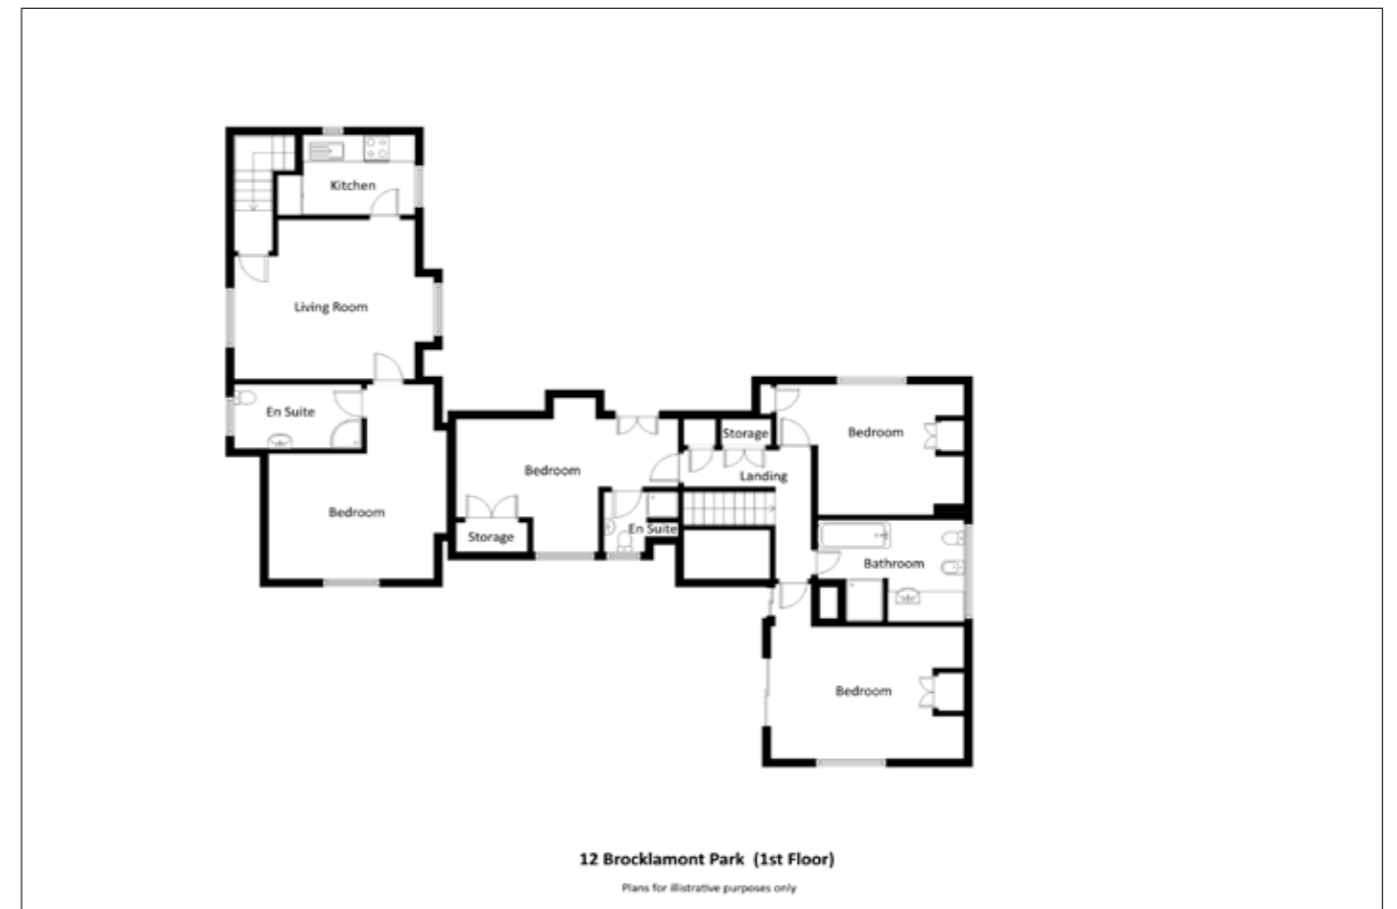 Kitchen
Living Room
En Suite
Bedroom
Bedroom
Storage
En Suite
Storage
Landing
Bedroom
Bathroom
Bedroom
12 Brocklamont Park (1st Floor)
Plans for illistrative purposes only